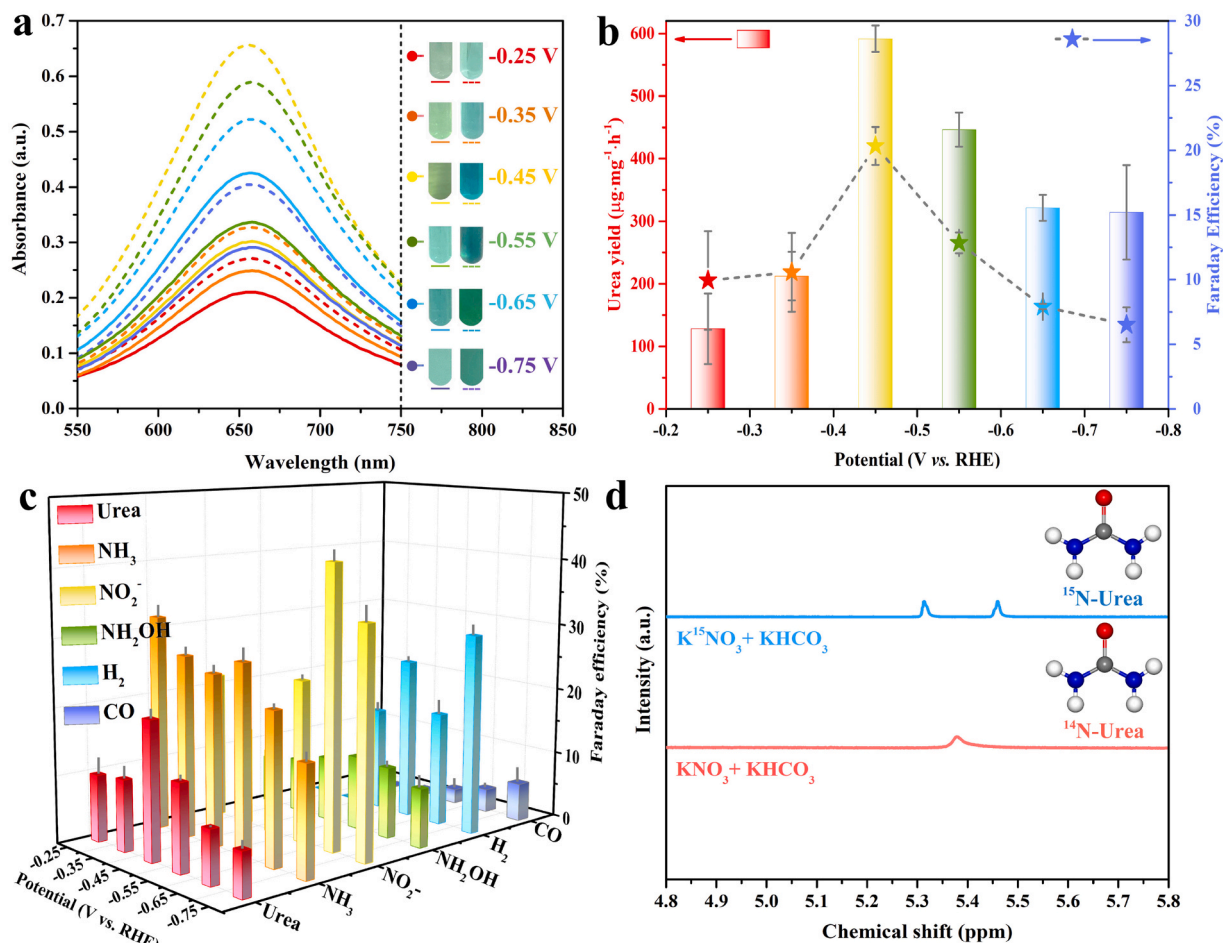 a
0.7
0.6
0.5
0.4
0.3
0.2
0.1
0.0
Absorbance (a.u.)
550 600 650 700 750 800 850
Wavelength (nm)
-0.25 V
-0.35 V
-0.45 V
-0.55 V
-0.65 V
-0.75 V
b
600
500
400
300
200
100
0
Urea yield (μg·mg⁻¹·h⁻¹)
30
25
20
15
10
5
0
Faraday Efficiency (%)
-0.2 -0.3 -0.4 -0.5 -0.6 -0.7 -0.8
Potential (V vs. RHE)
c
Urea
NH₃
NO₂⁻
NH₂OH
H₂
CO
50
40
30
20
10
0
Faraday efficiency (%)
-0.25
-0.35
-0.45
-0.55
-0.65
-0.75
Potential (V vs. RHE)
Urea
NH₃
NO₂⁻
NH₂OH
H₂
CO
d
Intensity (a.u.)
¹⁵N-Urea
K¹⁵NO₃+ KHCO₃
¹⁴N-Urea
KNO₃+ KHCO₃
4.8 4.9 5.0 5.1 5.2 5.3 5.4 5.5 5.6 5.7 5.8
Chemical shift (ppm)